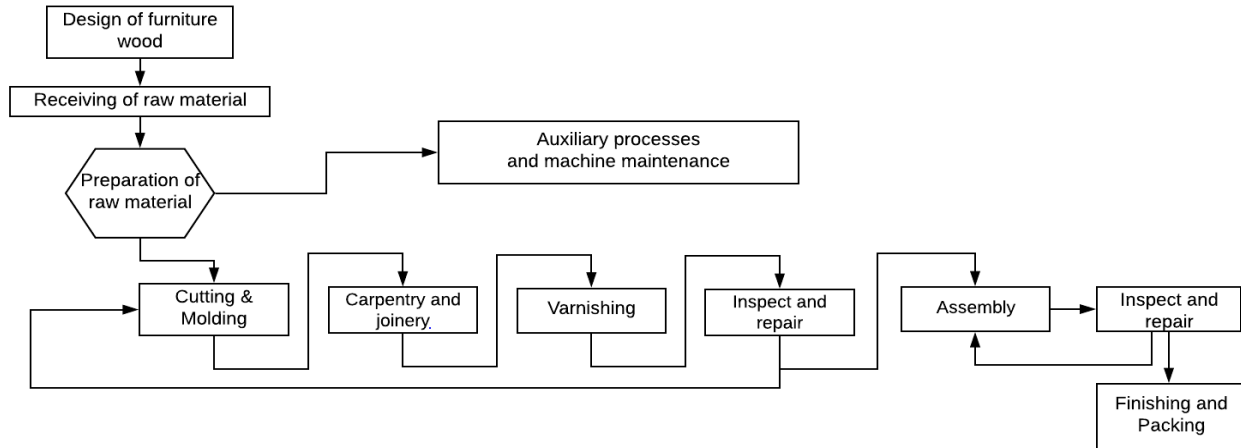 Design of furniture
wood
Receiving of raw material
Preparation of
raw material
Auxiliary processes
and machine maintenance
Cutting &
Molding
Carpentry and
joinery.
Varnishing
Inspect and
repair
Assembly
Inspect and
repair
Finishing and
Packing